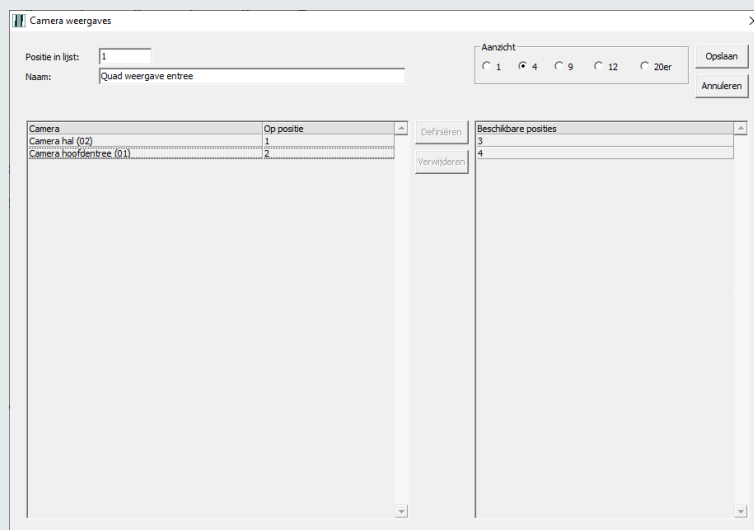 Camera weergaves
Positie in lijst: 1
Naam: Quad weergave entree
Aanzicht
1 4 9 12 20er
Opslaan
Annuleren
Camera Op positie
Camera hal (02) 1
Camera hoofdentree (01) 2
Definiëren
Verwijderen
Beschikbare posities
3
4